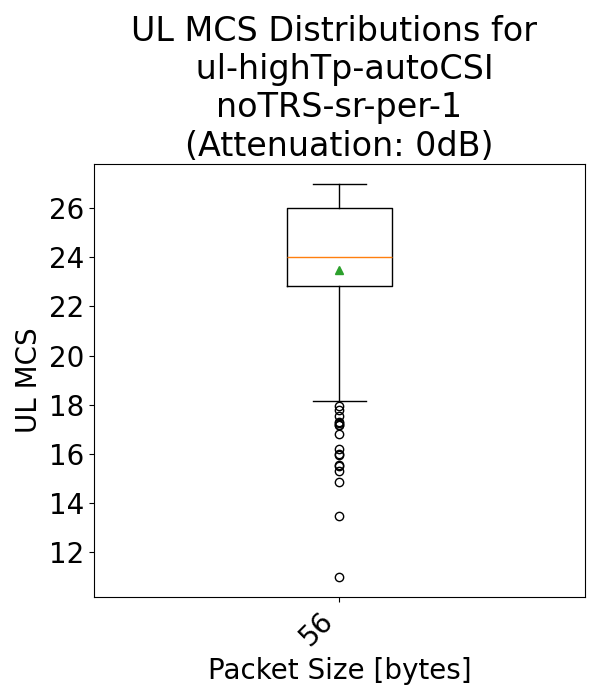 UL MCS Distributions for
ul-highTp-autoCSI
noTRS-sr-per-1
(Attenuation: 0dB)
26
24
22
20
18
16
14
12
UL MCS
56
Packet Size [bytes]